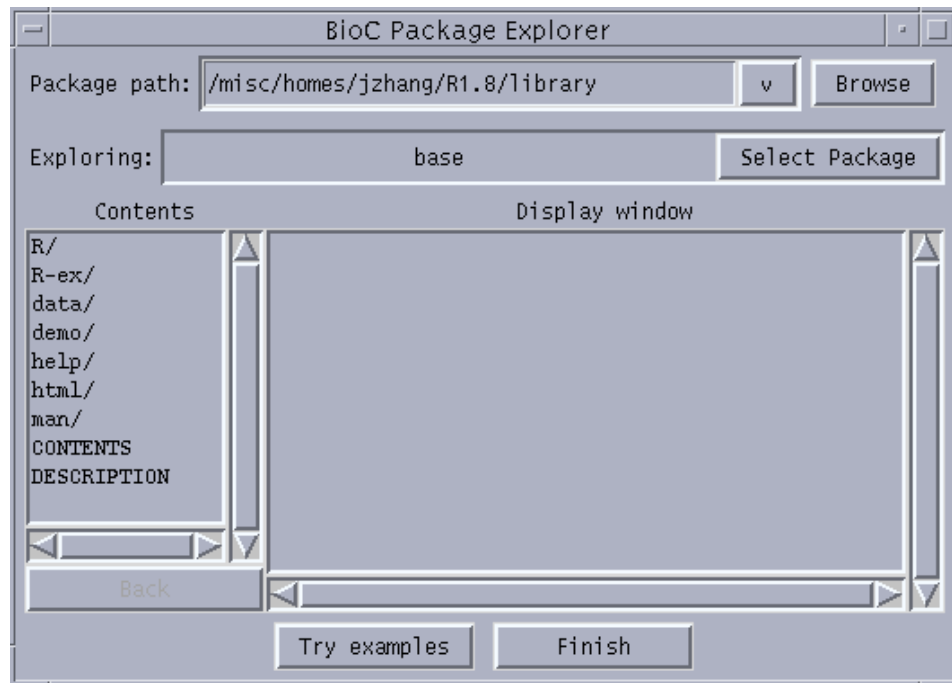 BioC Package Explorer
Package path: /misc/homes/jzhang/R1.8/library v Browse
Exploring: base Select Package
Contents Display window
R/
R-ex/
data/
demo/
help/
html/
man/
CONTENTS
DESCRIPTION
Back
Try examples Finish